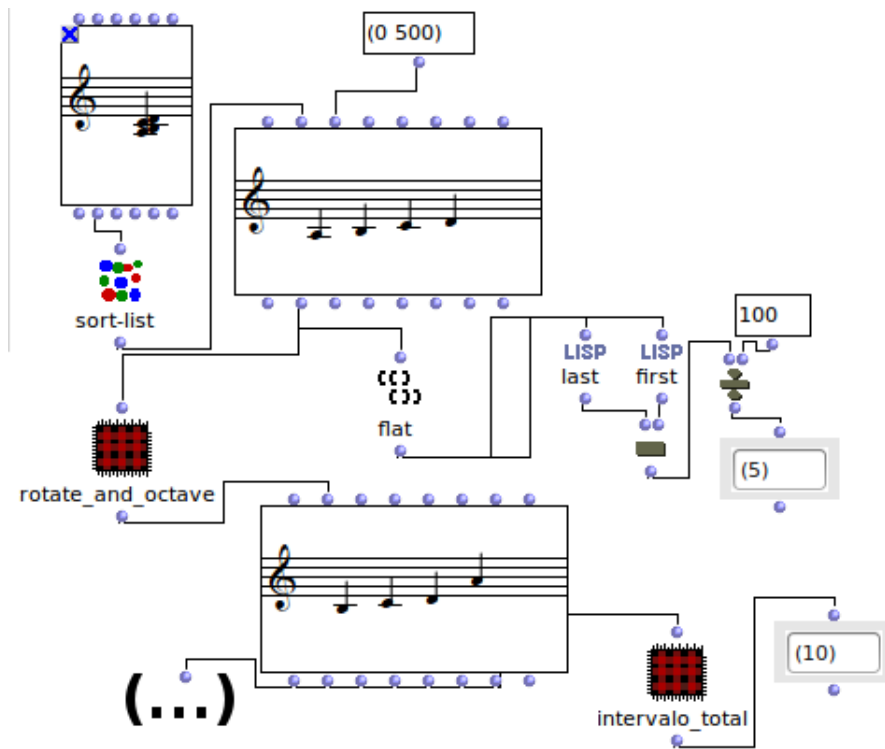 (0 500)
sort-list
100
LISP
LISP
last
first
flat
(5)
rotate_and_octave
(10)
(...)
intervalo_total